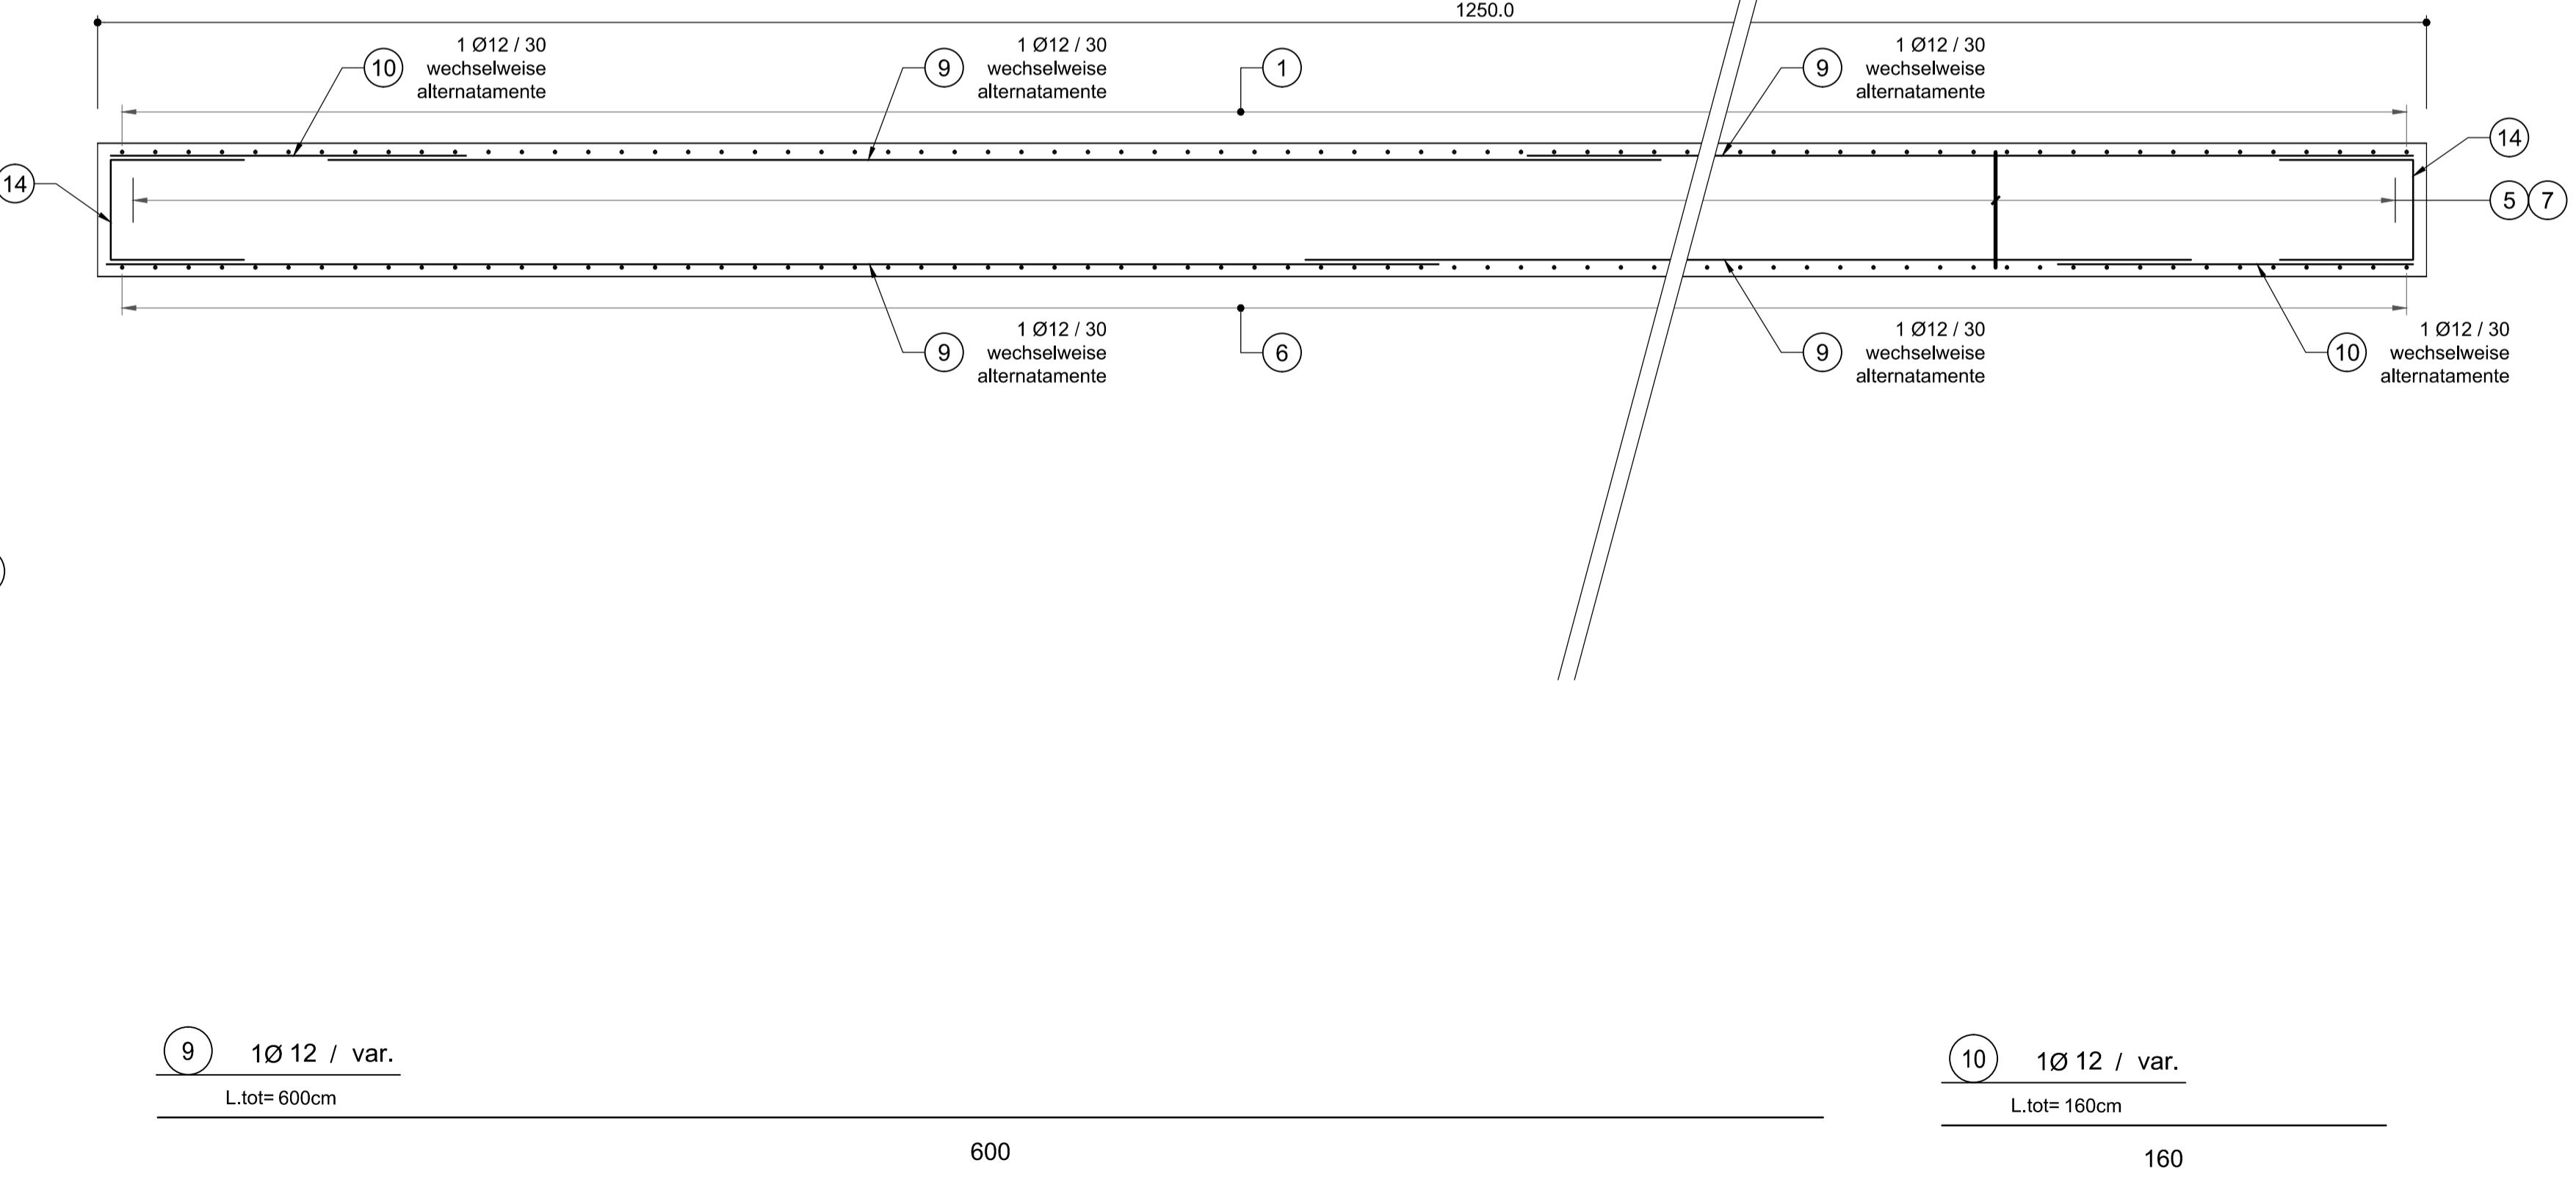 1250.0
10
1 Ø12 / 30
wechselweise
alternatamente
9
1 Ø12 / 30
wechselweise
alternatamente
1
9
1 Ø12 / 30
wechselweise
alternatamente
14
14
5 7
9
1 Ø12 / 30
wechselweise
alternatamente
6
9
1 Ø12 / 30
wechselweise
alternatamente
10
1 Ø12 / 30
wechselweise
alternatamente
9 1Ø 12 / var.
L.tot= 600cm
600
10 1Ø 12 / var.
L.tot= 160cm
160